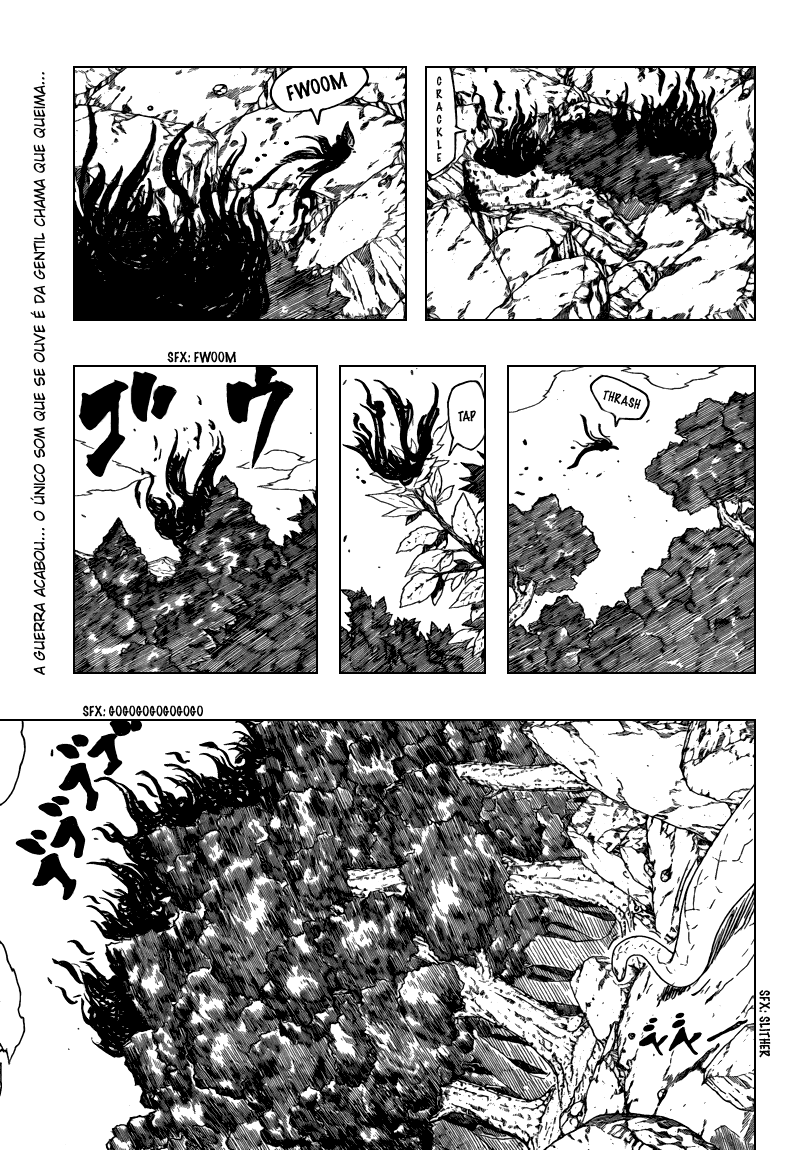 A GUERRA ACABOU... O ÚNICO SOM QUE SE OUVE É DA GENTIL CHAMA QUE QUEIMA...
CRACKLE
FWOOM
THRASH
TAP
SFX: FWOOM
ゴウ
SFX: GOGOGOGOGOGOGO
SFX: SLITHER